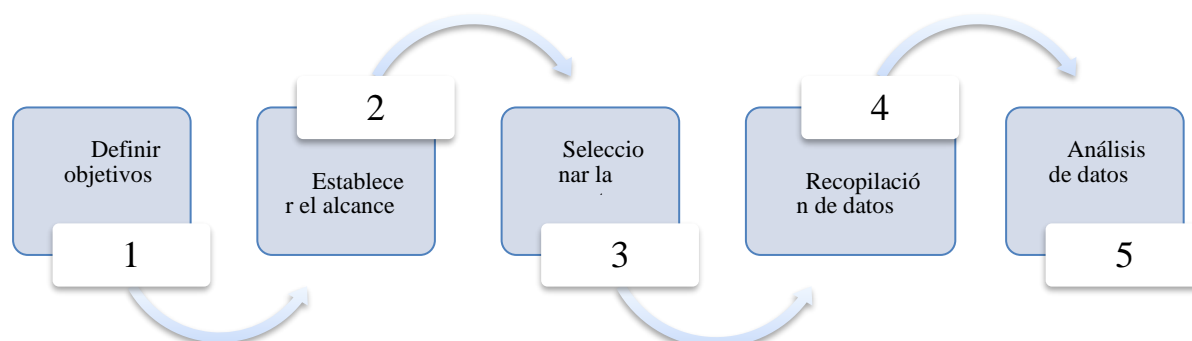 Definir
objetivos
1
2
Establece
r el alcance
Seleccio
nar la
3
4
Recopilació
n de datos
Análisis
de datos
5